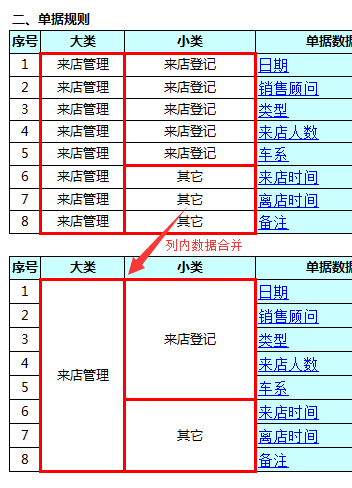 二、单据规则
序号 大类 小类 单据数据
1 来店管理 来店登记 日期
2 来店管理 来店登记 销售顾问
3 来店管理 来店登记 类型
4 来店管理 来店登记 来店人数
5 来店管理 来店登记 车系
6 来店管理 其它 来店时间
7 来店管理 其它 离店时间
8 来店管理 其它 备注
列内数据合并
序号 大类 小类 单据数据
1 日期
2 销售顾问
3 来店登记 类型
4 来店人数
来店管理
5 车系
6 来店时间
7 其它 离店时间
8 备注